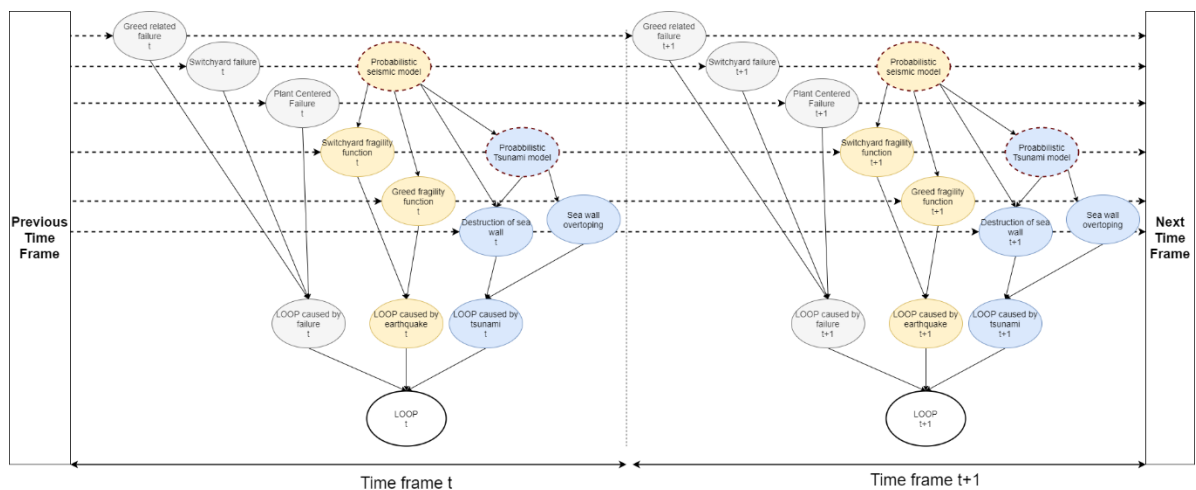 Previous
Time
Frame
Greed related
failure
t
Switchyard failure
t
Plant Centered
Failure
t
Probabilistic
seismic model
Switchyard fragility
function
t
Proabbilistic
Tsunami model
Greed fragility
function
t
Destruction of sea
wall
t
Sea wall
overtoping
LOOP caused by
failure
t
LOOP caused by
earthquake
t
LOOP caused by
tsunami
t
LOOP
t
Time frame t
Greed related
failure
t+1
Switchyard failure
t+1
Plant Centered
Failure
t+1
Probabilistic
seismic model
Switchyard fragility
function
t+1
Proabbilistic
Tsunami model
Greed fragility
function
t+1
Destruction of sea
wall
t+1
Sea wall
overtoping
LOOP caused by
failure
t+1
LOOP caused by
earthquake
t+1
LOOP caused by
tsunami
t+1
LOOP
t+1
Time frame t+1
Next
Time
Frame